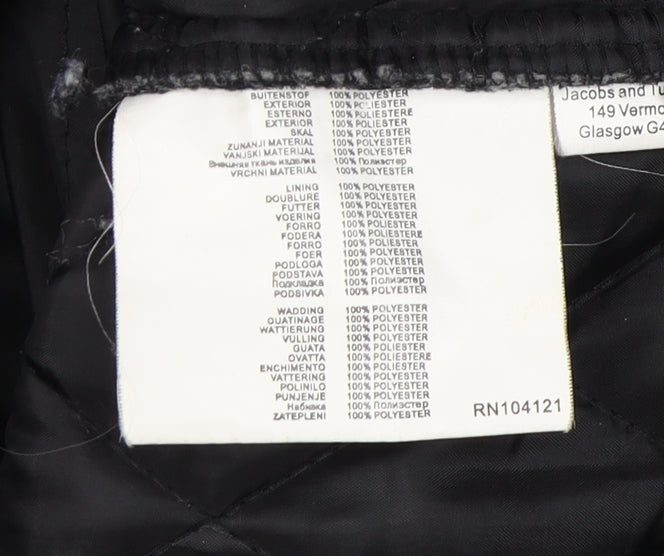 BUITENSTOF 100% POLYESTER
EXTERIOR 100% POLIESTER
ESTERNO 100% POLIESTERE
EXTERIOR 100% POLIESTER
SKAL 100% POLYESTER
ZUNANJI MATERIAL 100% POLYESTER
VANJSKI MATERIJAL 100% POLYESTER
Внешняя ткань изделия 100% Полиэстер
VRCHNI MATERIAL 100% POLYESTER
LINING 100% POLYESTER
DOUBLURE 100% POLYESTER
FUTTER 100% POLYESTER
VOERING 100% POLYESTER
FORRO 100% POLIESTER
FODERA 100% POLIESTERE
FORRO 100% POLIESTER
FOER 100% POLYESTER
PODLOGA 100% POLYESTER
PODSTAVA 100% POLYESTER
Подкладка 100% Полиэстер
PODSIVKA 100% POLYESTER
WADDING 100% POLYESTER
OUATINAGE 100% POLYESTER
WATTIERUNG 100% POLYESTER
VULLING 100% POLYESTER
GUATA 100% POLIESTER
OVATTA 100% POLIESTERE
ENCHIMENTO 100% POLIESTER
VATTERING 100% POLYESTER
POLINILO 100% POLYESTER
PUNJENJE 100% POLYESTER
Набивка 100% Полиэстер
ZATEPLENI 100% POLYESTER
RN104121
Jacobs and Tu
149 Vermo
Glasgow G4